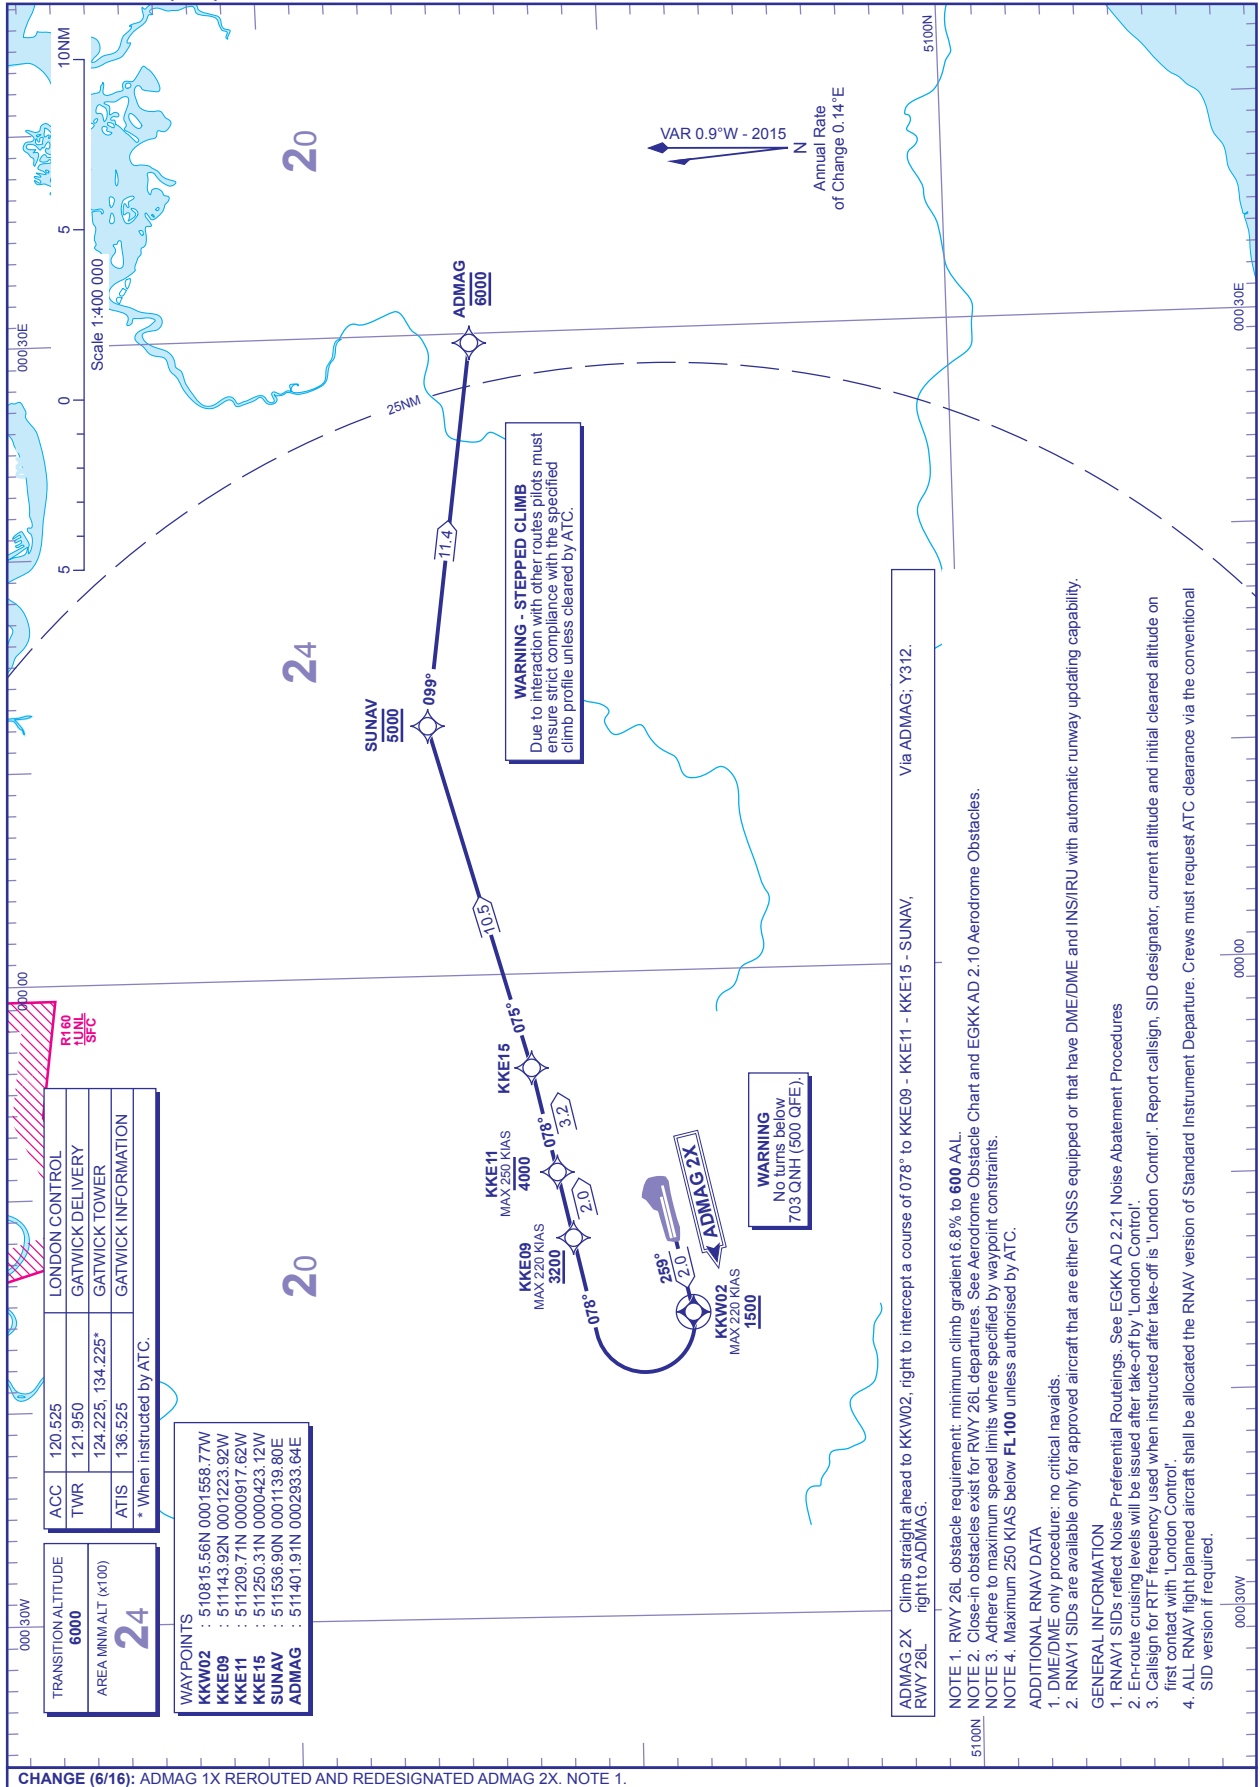 000 30W
000 00
000 30E
TRANSITION ALTITUDE
6000
AREA MNM ALT (x100)
24
ACC 120.525 LONDON CONTROL
TWR 121.950 GATWICK DELIVERY
124.225, 134.225* GATWICK TOWER
ATIS 136.525 GATWICK INFORMATION
* When instructed by ATC.
R160
†UNL
SFC
5 0 5 10NM
Scale 1:400 000
WAYPOINTS
KKW02 : 510815.56N 0001558.77W
KKE09 : 511143.92N 0001223.92W
KKE11 : 511209.71N 0000917.62W
KKE15 : 511250.31N 0000423.12W
SUNAV : 511536.90N 0001139.80E
ADMAG : 511401.91N 0002933.64E
20
24
20
25NM
SUNAV
5000
099°
11.4
ADMAG
6000
10.5
075°
KKE15
078°
3.2
KKE11
MAX 250 KIAS
4000
2.0
KKE09
MAX 220 KIAS
3200
078°
259°
2.0
KKW02
MAX 220 KIAS
1500
ADMAG 2X
WARNING
No turns below
703 QNH (500 QFE).
WARNING - STEPPED CLIMB
Due to interaction with other routes pilots must
ensure strict compliance with the specified
climb profile unless cleared by ATC.
VAR 0.9°W - 2015
N
Annual Rate
of Change 0.14°E
5100N
ADMAG 2X Climb straight ahead to KKW02, right to intercept a course of 078° to KKE09 - KKE11 - KKE15 - SUNAV, Via ADMAG; Y312.
RWY 26L right to ADMAG.
NOTE 1. RWY 26L obstacle requirement: minimum climb gradient 6.8% to 600 AAL.
NOTE 2. Close-in obstacles exist for RWY 26L departures. See Aerodrome Obstacle Chart and EGKK AD 2.10 Aerodrome Obstacles.
NOTE 3. Adhere to maximum speed limits where specified by waypoint constraints.
NOTE 4. Maximum 250 KIAS below FL100 unless authorised by ATC.
5100N
ADDITIONAL RNAV DATA
1. DME/DME only procedure: no critical navaids.
2. RNAV1 SIDs are available only for approved aircraft that are either GNSS equipped or that have DME/DME and INS/IRU with automatic runway updating capability.
GENERAL INFORMATION
1. RNAV1 SIDs reflect Noise Preferential Routeings. See EGKK AD 2.21 Noise Abatement Procedures
2. En-route cruising levels will be issued after take-off by 'London Control'.
3. Callsign for RTF frequency used when instructed after take-off is 'London Control'. Report callsign, SID designator, current altitude and initial cleared altitude on
first contact with 'London Control'.
4. ALL RNAV flight planned aircraft shall be allocated the RNAV version of Standard Instrument Departure. Crews must request ATC clearance via the conventional
SID version if required.
000 30W
000 00
000 30E
CHANGE (6/16): ADMAG 1X REROUTED AND REDESIGNATED ADMAG 2X. NOTE 1.